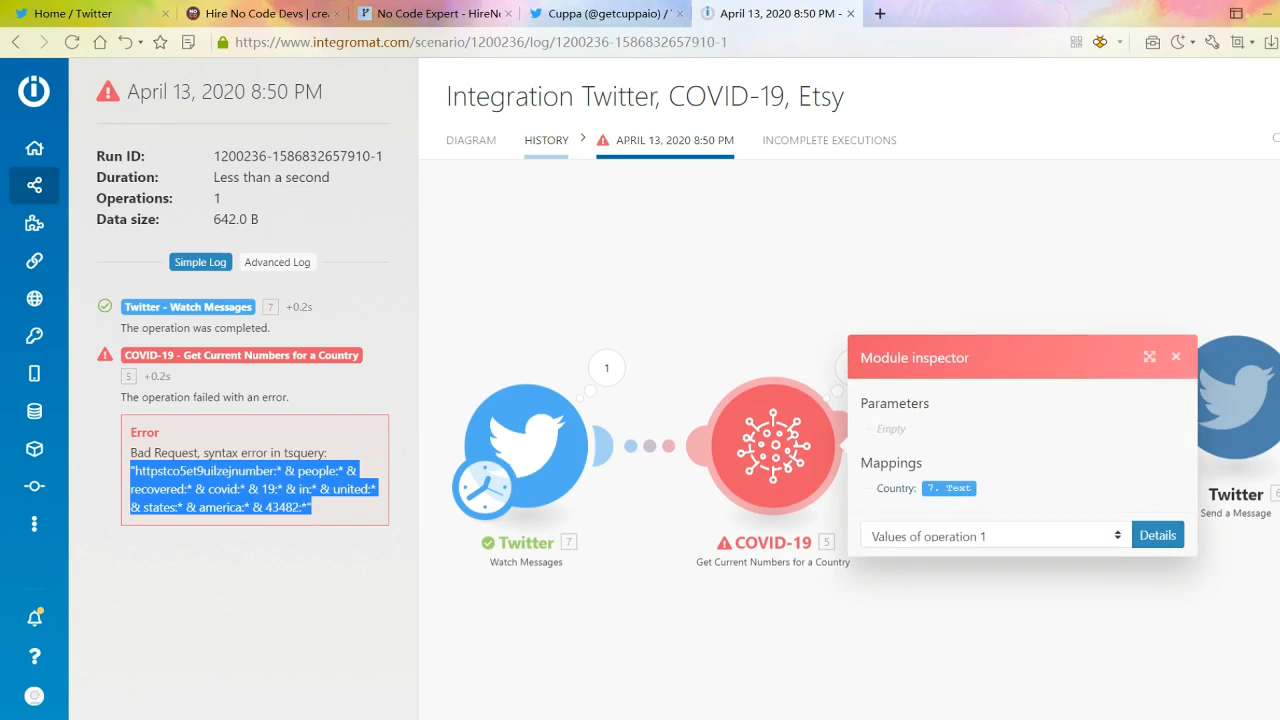 Home / Twitter
Hire No Code Devs | crea
No Code Expert - HireNo
Cuppa (@getcuppaio) / T
April 13, 2020 8:50 PM -
https://www.integromat.com/scenario/1200236/log/1200236-1586832657910-1
April 13, 2020 8:50 PM
Run ID: 1200236-1586832657910-1
Duration: Less than a second
Operations: 1
Data size: 642.0 B
Simple Log
Advanced Log
Twitter - Watch Messages 7 +0.2s
The operation was completed.
COVID-19 - Get Current Numbers for a Country
5 +0.2s
The operation failed with an error.
Error
Bad Request, syntax error in tsquery:
"httpstco5et9uilzejnumber:* & people:* &
recovered:* & covid:* & 19:* & in:* & united:*
& states:* & america:* & 43482:*"
Integration Twitter, COVID-19, Etsy
DIAGRAM
HISTORY
APRIL 13, 2020 8:50 PM
INCOMPLETE EXECUTIONS
1
Twitter 7
Watch Messages
COVID-19 5
Get Current Numbers for a Country
Module inspector
Parameters
Empty
Mappings
Country: 7. Text
Values of operation 1
Details
Twitter 6
Send a Message